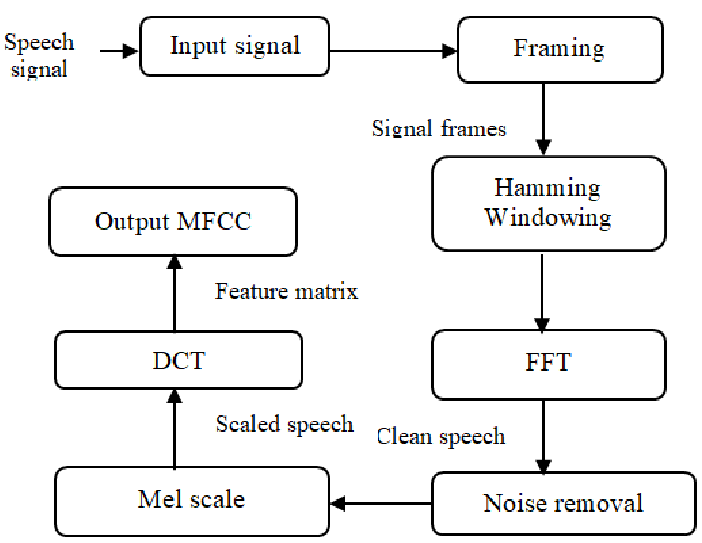 Speech
signal
Input signal
Framing
Signal frames
Hamming
Windowing
Output MFCC
Feature matrix
DCT
FFT
Scaled speech
Clean speech
Mel scale
Noise removal